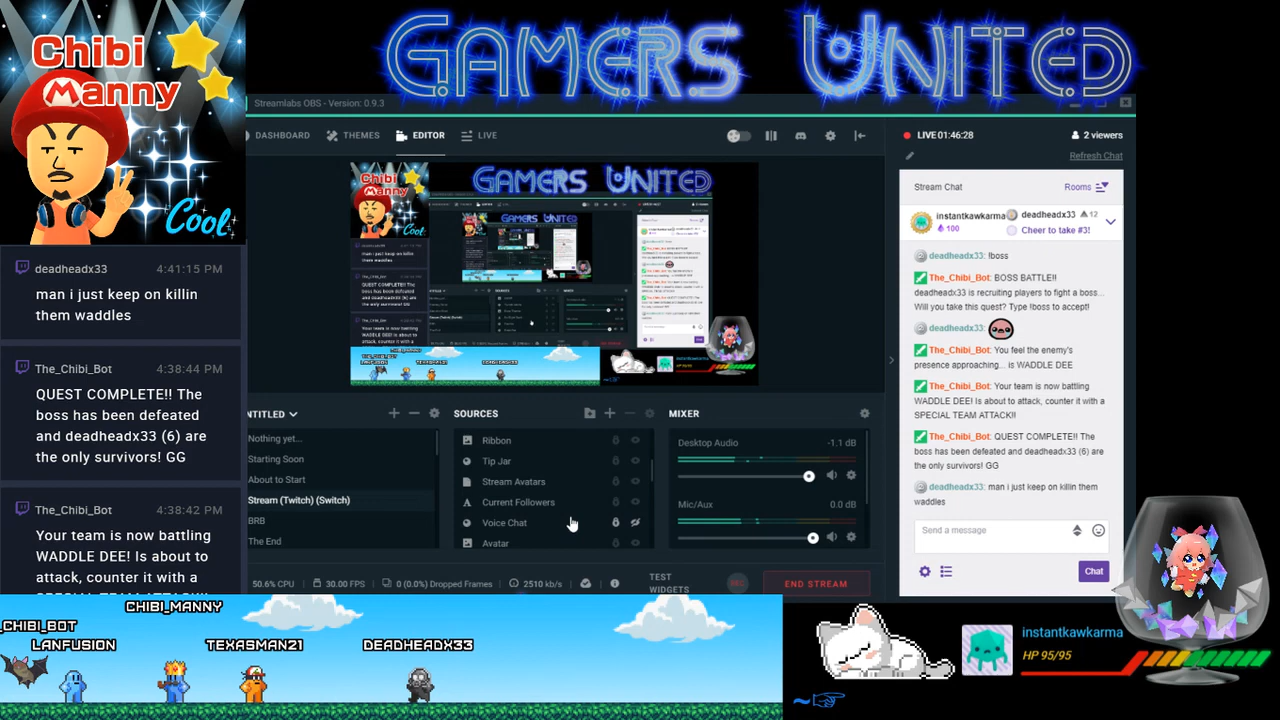 Chibi
Manny
Cool
GAMERS UNITED
Streamlabs OBS - Version: 0.9.3
DASHBOARD
THEMES
EDITOR
LIVE
LIVE 01:46:28
2 viewers
Refresh Chat
Stream Chat
Rooms
instantkawkarma
100
deadheadx33
12
Cheer to take #3!
deadheadx33: !boss
The_Chibi_Bot: BOSS BATTLE!!
deadheadx33 is recruiting players to fight a boss...
Will you take this quest? Type !boss to accept!
deadheadx33:
The_Chibi_Bot: You feel the enemy's
presence approaching... is WADDLE DEE
The_Chibi_Bot: Your team is now battling
WADDLE DEE! Is about to attack, counter it with a
SPECIAL TEAM ATTACK!!
The_Chibi_Bot: QUEST COMPLETE!! The
boss has been defeated and deadheadx33 (6) are
the only survivors! GG
deadheadx33: man i just keep on killin them
waddles
Send a message
Chat
deadheadx33
4:41:15 PM
man i just keep on killin
them waddles
The_Chibi_Bot
4:38:44 PM
QUEST COMPLETE!! The
boss has been defeated
and deadheadx33 (6) are
the only survivors! GG
The_Chibi_Bot
4:38:42 PM
Your team is now battling
WADDLE DEE! Is about to
attack, counter it with a
SPECIAL TEAM ATTACK!!
Chibi
Manny
Cool
GAMERS UNITED
GAMERS UNITED
NTITLED
Nothing yet...
Starting Soon
About to Start
Stream (Twitch) (Switch)
BRB
The End
SOURCES
Ribbon
Tip Jar
Stream Avatars
Current Followers
Voice Chat
Avatar
MIXER
Desktop Audio
-1.1 dB
Mic/Aux
0.0 dB
50.6% CPU
30.00 FPS
0 (0.0%) Dropped Frames
2510 kb/s
TEST
WIDGETS
REC
END STREAM
CHIBI_MANNY
_CHIBI_BOT
LANFUSION
TEXASMAN21
DEADHEADX33
instantkawkarma
HP 95/95